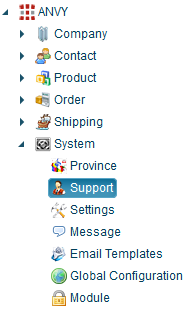 ANVY
Company
Contact
Product
Order
Shipping
System
Province
Support
Settings
Message
Email Templates
Global Configuration
Module